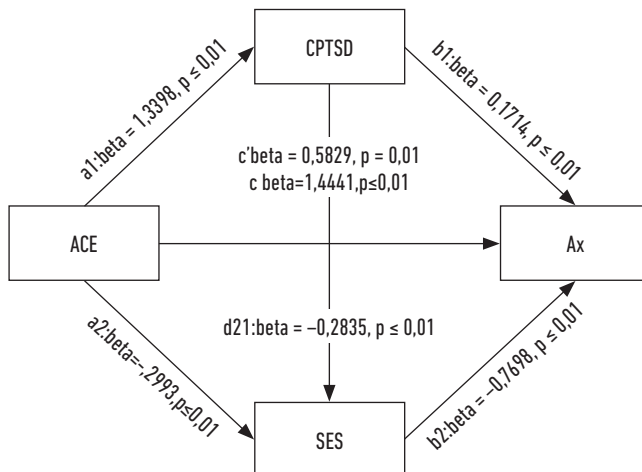 CPTSD
a1:beta = 1,3398, p ≤ 0,01
b1:beta = 0,1714, p ≤ 0,01
c'beta = 0,5829, p = 0,01
c beta=1,4441,p≤0,01
ACE
Ax
a2:beta=-,2993,p≤0,01
d21:beta = –0,2835, p ≤ 0,01
b2:beta = –0,7698, p ≤ 0,01
SES